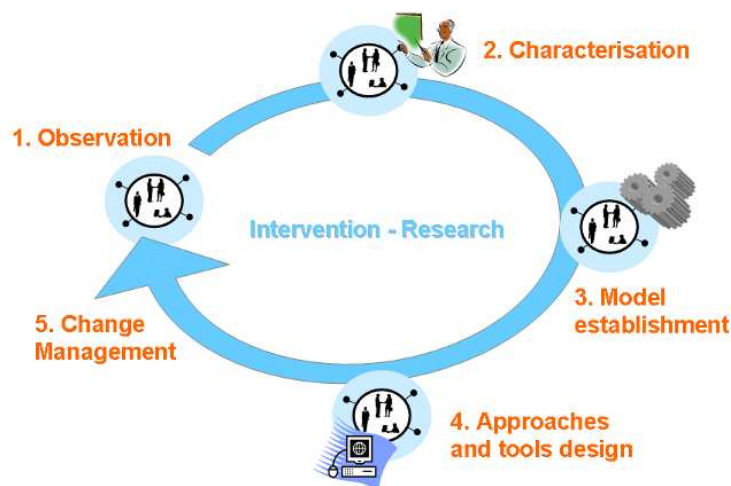 1. Observation
2. Characterisation
3. Model
establishment
4. Approaches
and tools design
5. Change
Management
Intervention - Research